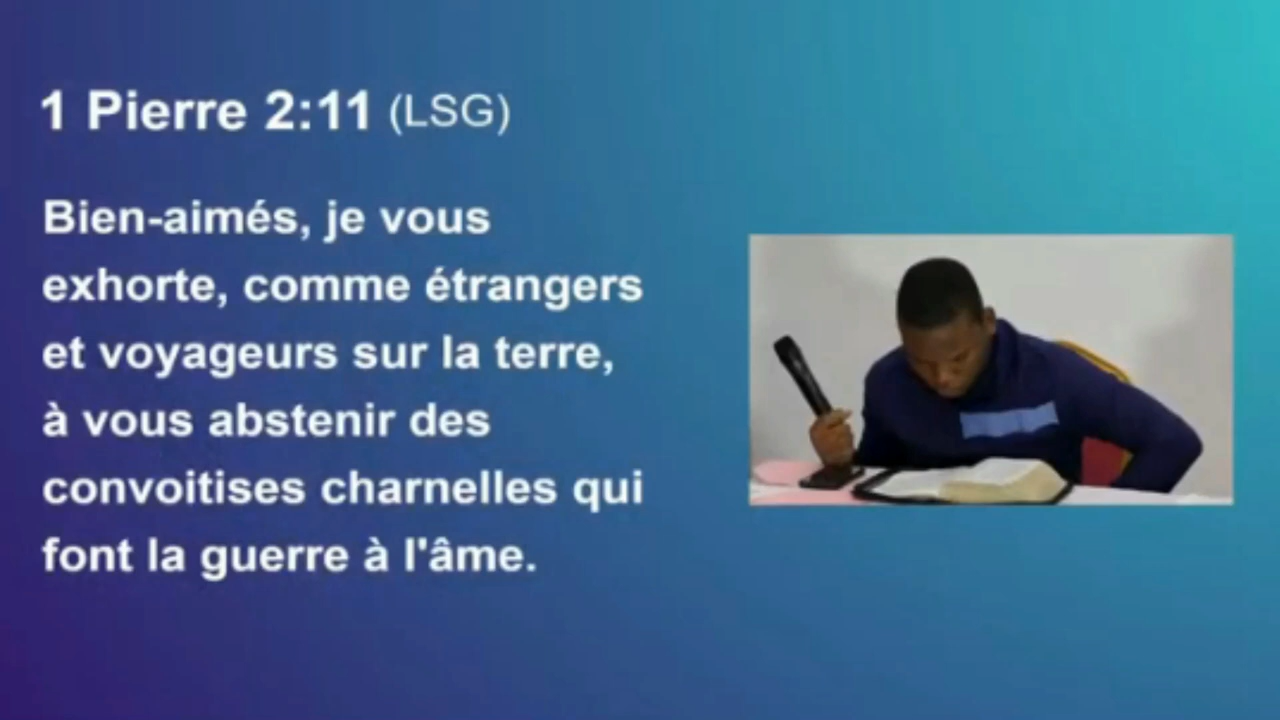 1 Pierre 2:11 (LSG)
Bien-aimés, je vous
exhorte, comme étrangers
et voyageurs sur la terre,
à vous abstenir des
convoitises charnelles qui
font la guerre à l'âme.